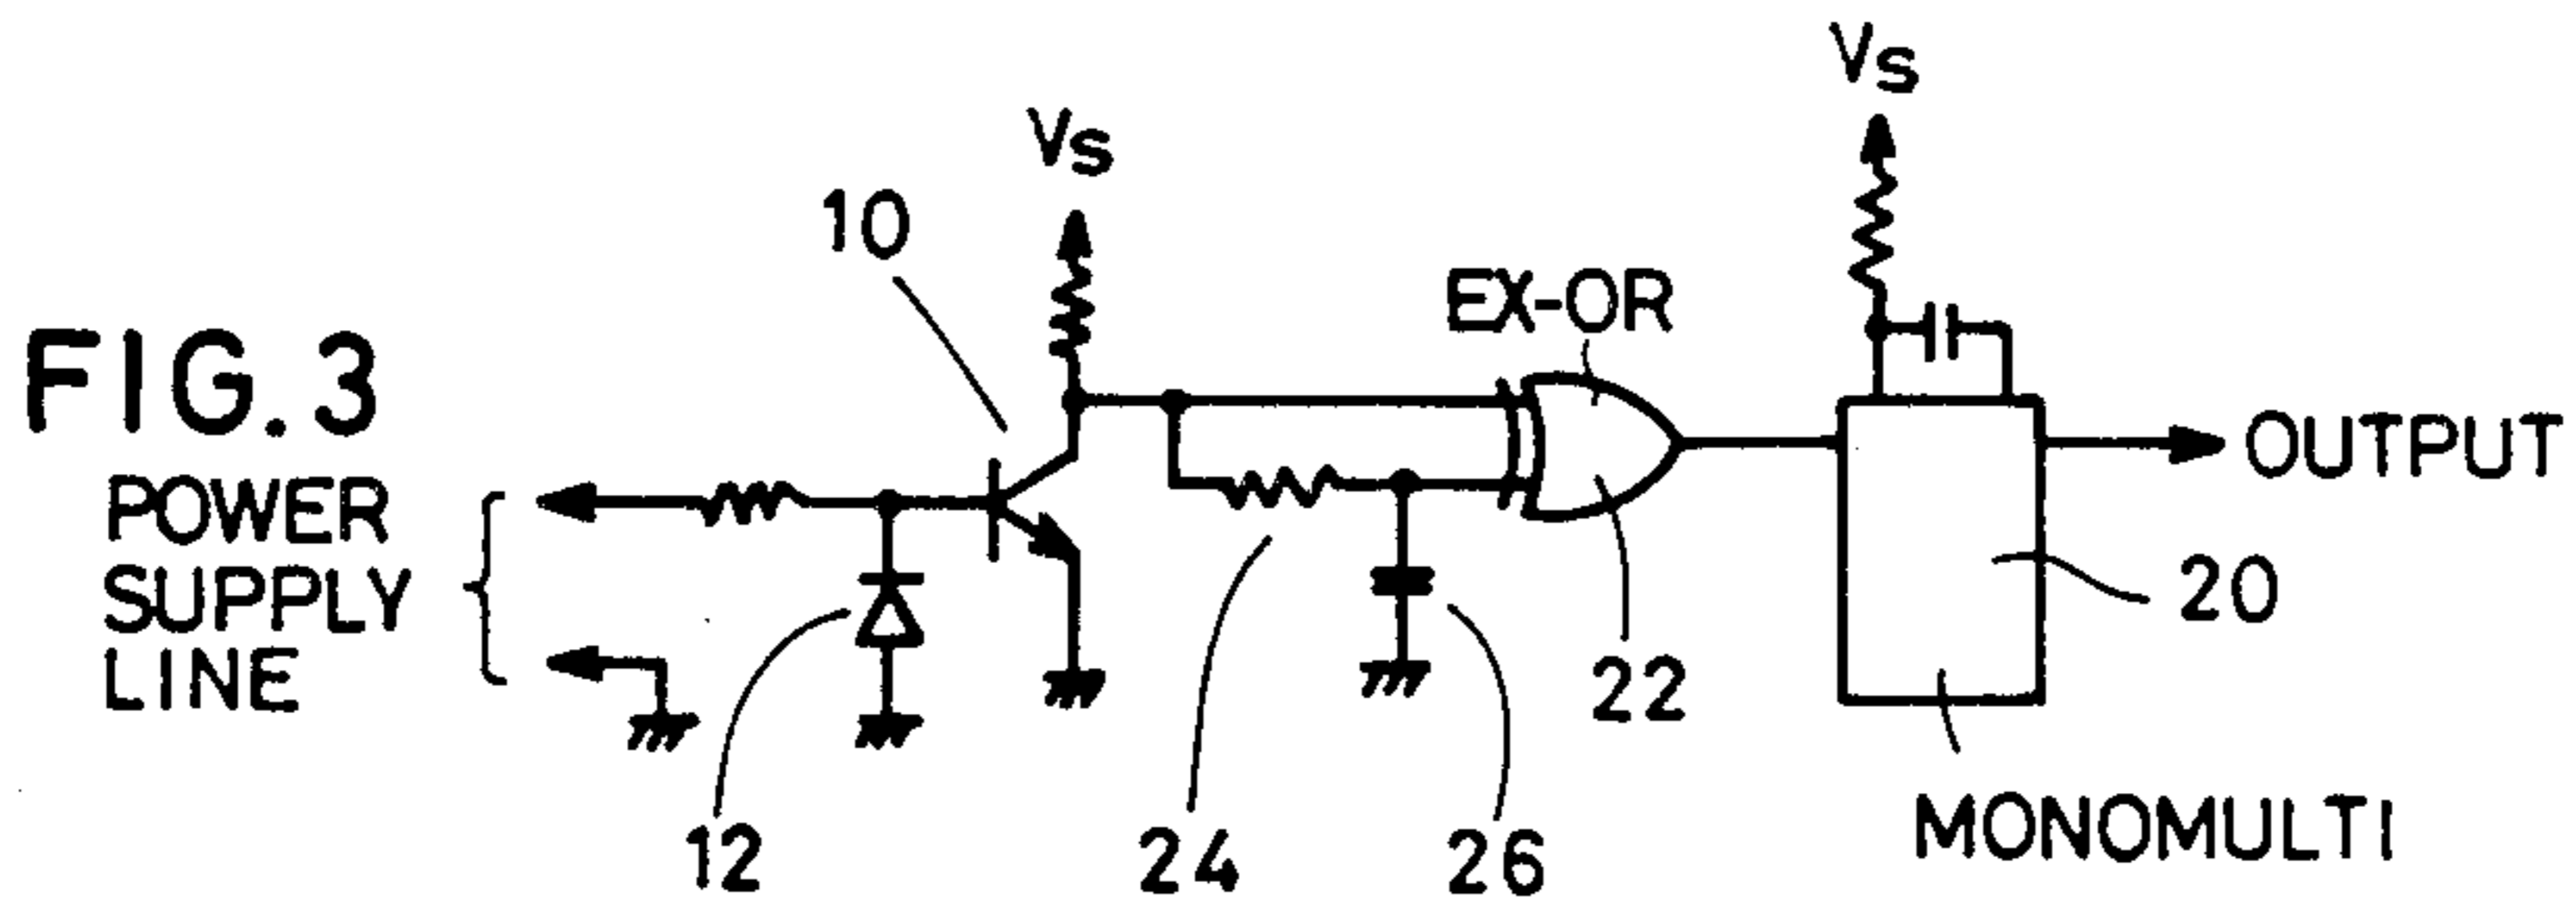 FIG. 3
POWER
SUPPLY
LINE
10
Vs
EX-OR
Vs
OUTPUT
12
24
26
22
20
MONOMULTI